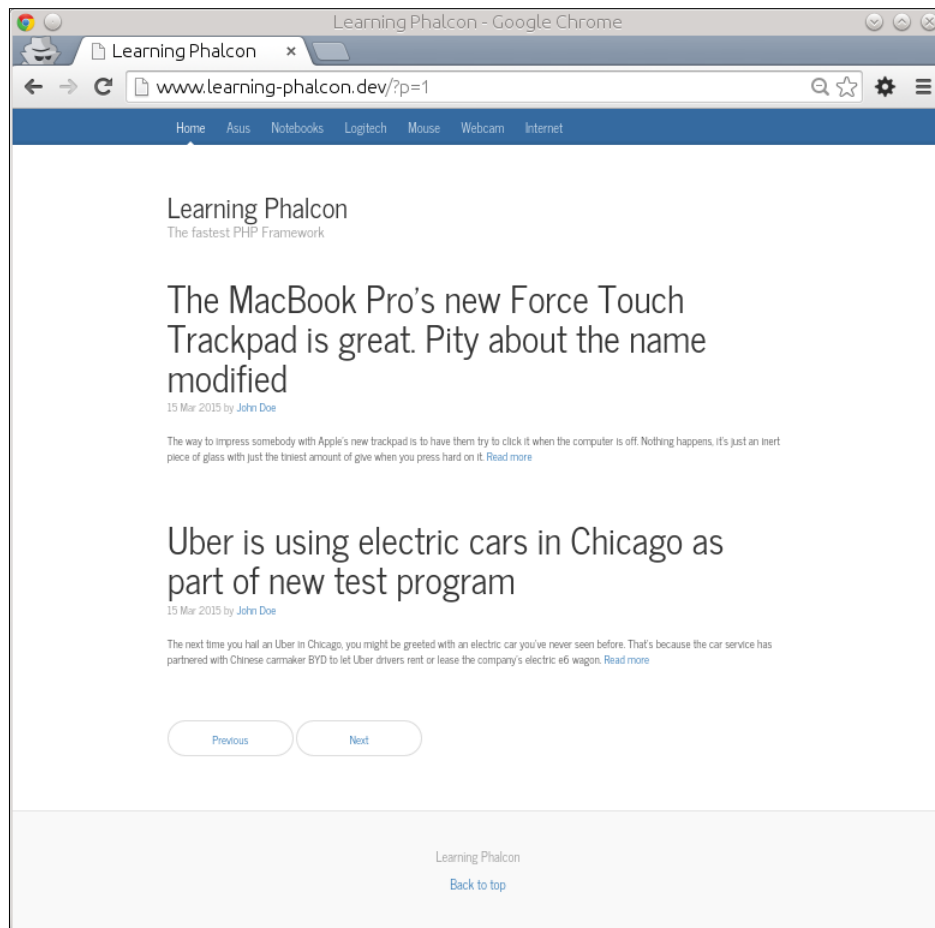 Learning Phalcon - Google Chrome
Learning Phalcon ×
www.learning-phalcon.dev/?p=1
Home Asus Notebooks Logitech Mouse Webcam Internet
Learning Phalcon
The fastest PHP Framework
The MacBook Pro's new Force Touch
Trackpad is great. Pity about the name
modified
15 Mar 2015 by John Doe
The way to impress somebody with Apple's new trackpad is to have them try to click it when the computer is off. Nothing happens, it's just an inert
piece of glass with just the tiniest amount of give when you press hard on it. Read more
Uber is using electric cars in Chicago as
part of new test program
15 Mar 2015 by John Doe
The next time you hail an Uber in Chicago, you might be greeted with an electric car you've never seen before. That's because the car service has
partnered with Chinese carmaker BYD to let Uber drivers rent or lease the company's electric e6 wagon. Read more
Previous Next
Learning Phalcon
Back to top